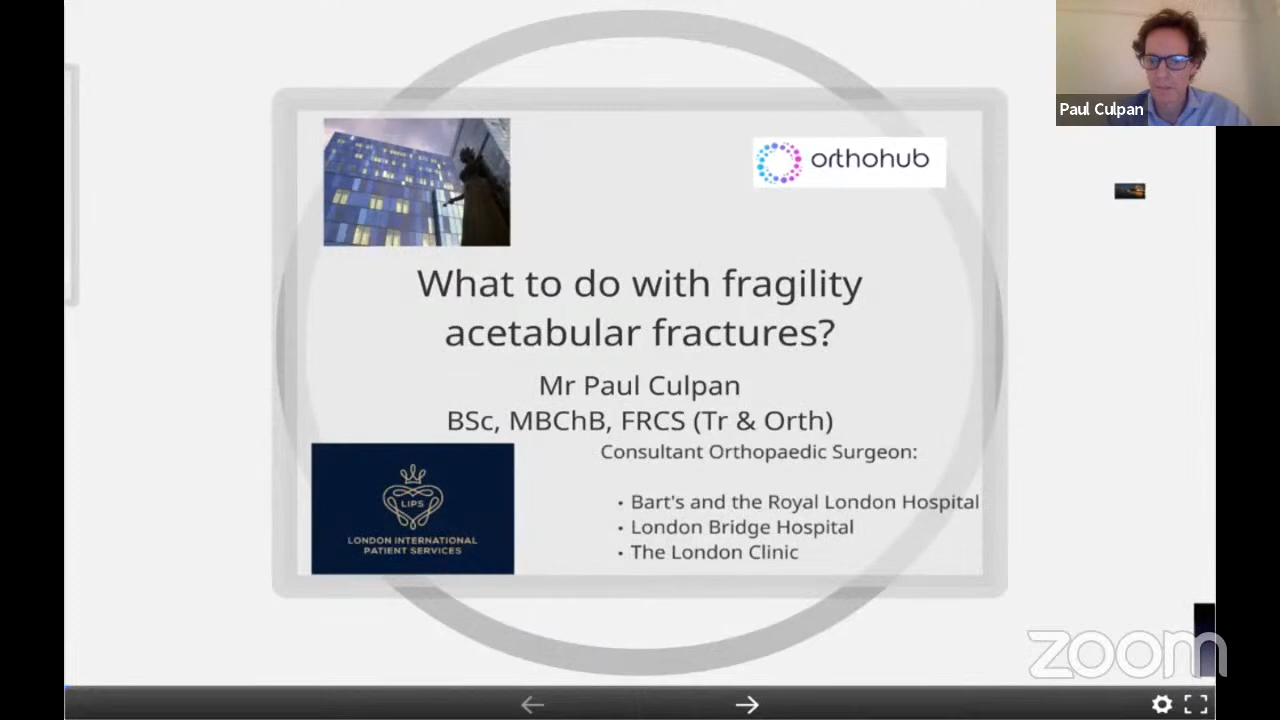 Paul Culpan
orthohub
What to do with fragility
acetabular fractures?
Mr Paul Culpan
BSc, MBChB, FRCS (Tr & Orth)
Consultant Orthopaedic Surgeon:
• Bart's and the Royal London Hospital
• London Bridge Hospital
• The London Clinic
LIPS
LONDON INTERNATIONAL
PATIENT SERVICES
zoom